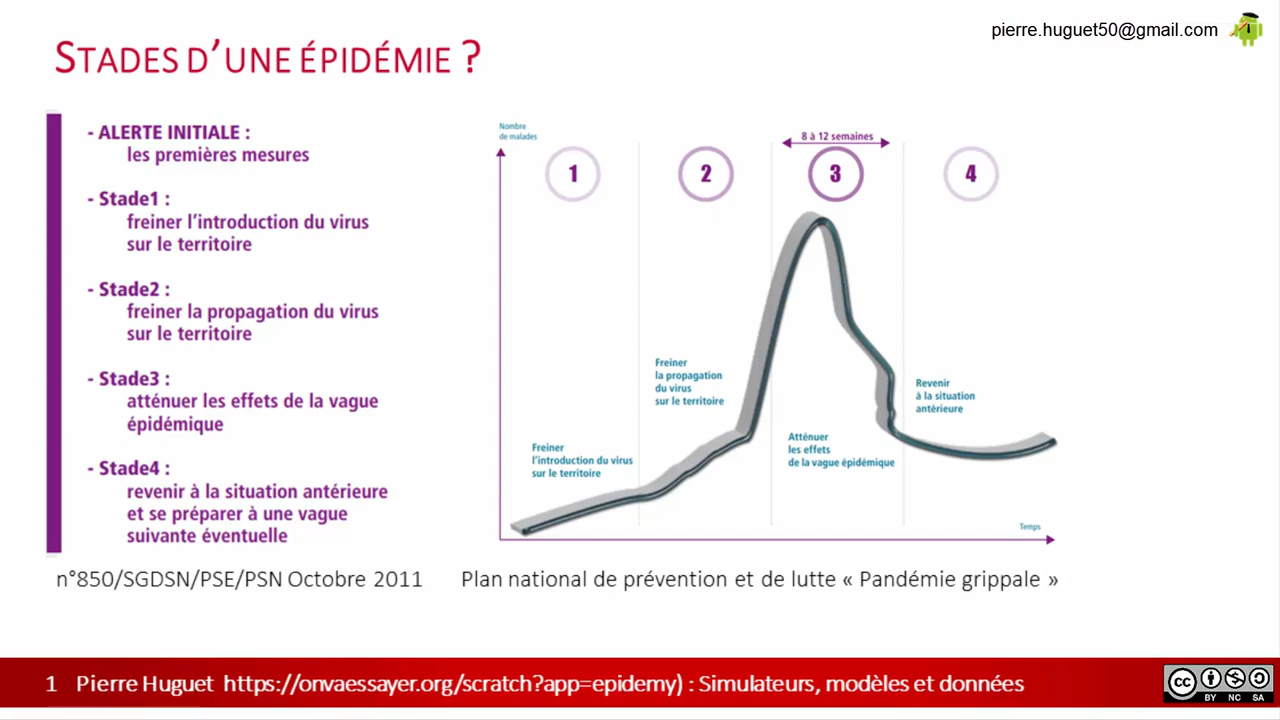 pierre.huguet50@gmail.com
STADES D'UNE ÉPIDÉMIE ?
- ALERTE INITIALE :
les premières mesures
- Stade1 :
freiner l'introduction du virus
sur le territoire
- Stade2 :
freiner la propagation du virus
sur le territoire
- Stade3 :
atténuer les effets de la vague
épidémique
- Stade4 :
revenir à la situation antérieure
et se préparer à une vague
suivante éventuelle
Nombre
de malades
8 à 12 semaines
1
2
3
4
Freiner
l'introduction du virus
sur le territoire
Freiner
la propagation
du virus
sur le territoire
Atténuer
les effets
de la vague épidémique
Revenir
à la situation
antérieure
Temps
n°850/SGDSN/PSE/PSN Octobre 2011
Plan national de prévention et de lutte « Pandémie grippale »
1 Pierre Huguet https://onvaessayer.org/scratch?app=epidemy) : Simulateurs, modèles et données
cc
BY NC SA